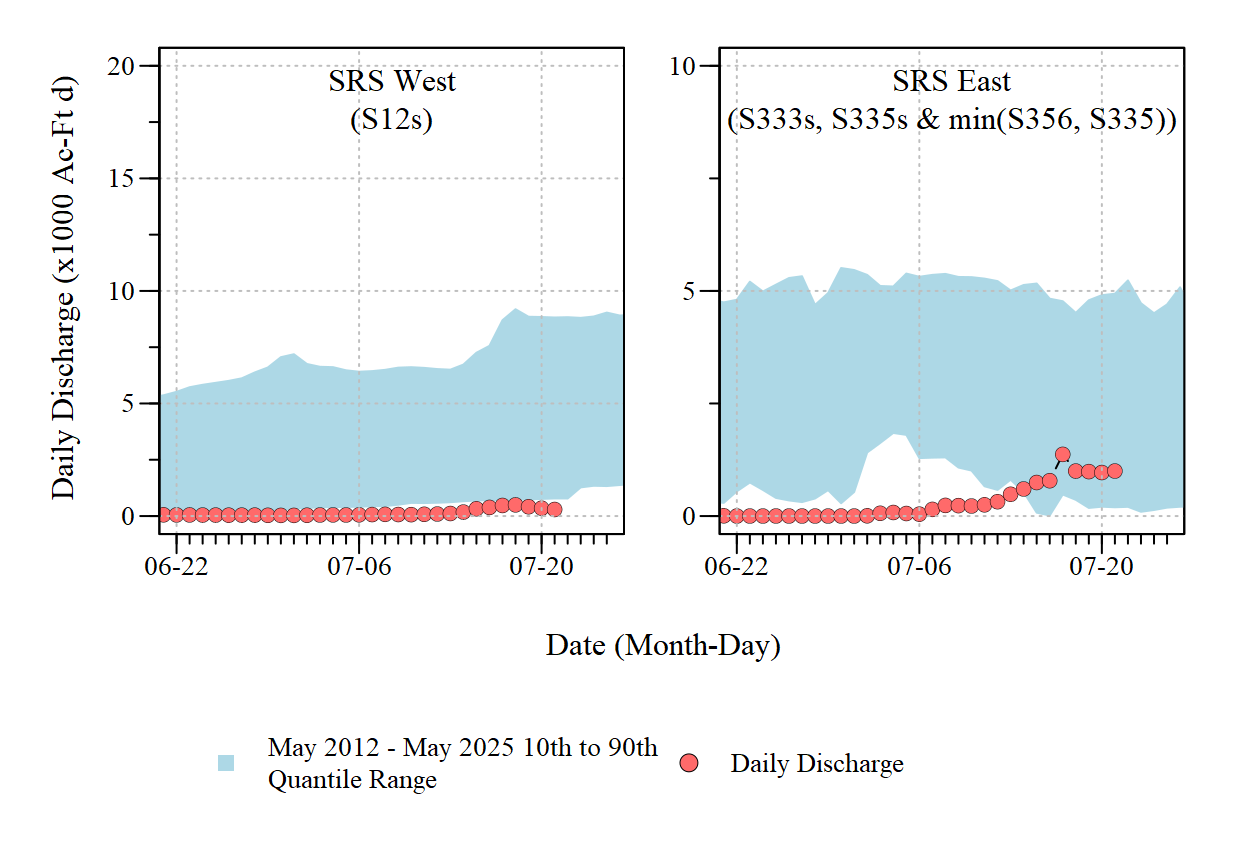 SRS West
(S12s)
SRS East
(S333s, S335s & min(S356, S335))
Daily Discharge (x1000 Ac-Ft d)
20
15
10
5
0
10
5
0
06-22
07-06
07-20
06-22
07-06
07-20
Date (Month-Day)
May 2012 - May 2025 10th to 90th
Quantile Range
Daily Discharge